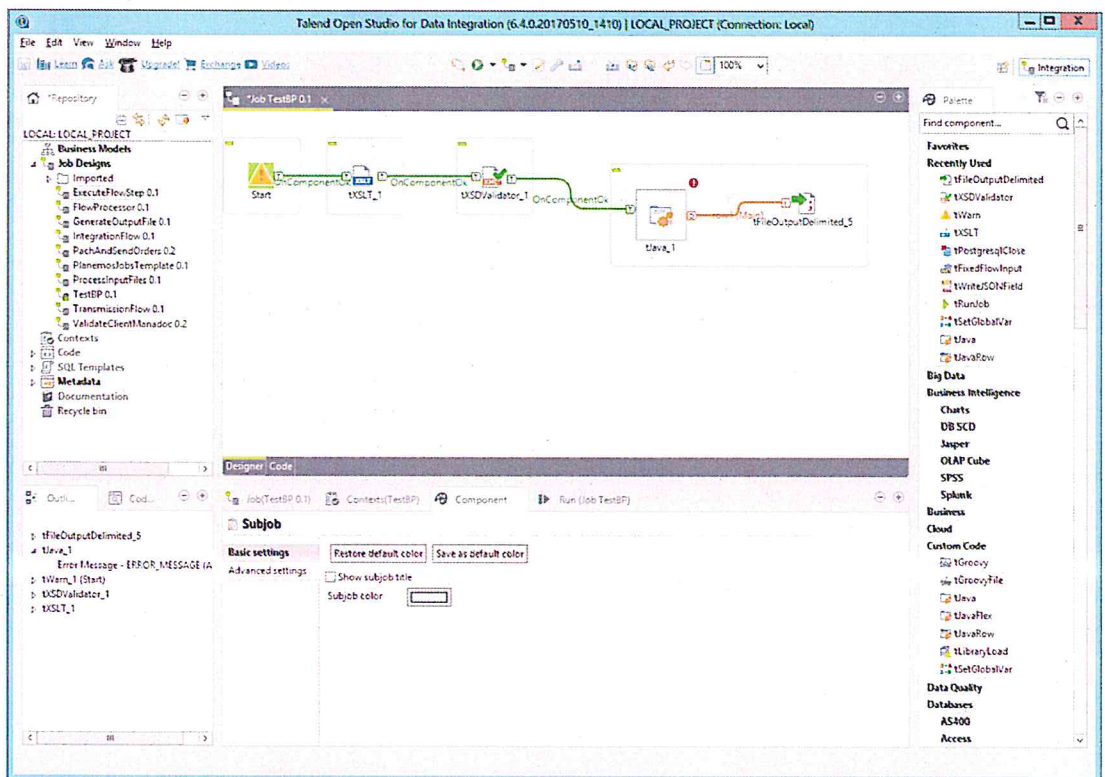 Talend Open Studio for Data Integration (6.4.0.20170510_1410) | LOCAL_PROJECT (Connection: Local)
File Edit View Window Help
Learn Ask Upgrade! Exchange Videos
100%
Integration
*Repository
LOCAL: LOCAL_PROJECT
Business Models
Job Designs
Imported
ExecuteFlowStep 0.1
FlowProcessor 0.1
GenerateOutputFile 0.1
IntegrationFlow 0.1
PachAndSendOrders 0.2
PlanemosJobsTemplate 0.1
ProcessInputFiles 0.1
TestBP 0.1
TransmissionFlow 0.1
ValidateClientManadoc 0.2
Contexts
Code
SQL Templates
Metadata
Documentation
Recycle bin
*Job TestBP 0.1
OnComponentOk
OnComponentOk
OnComponentOk
(Main)
Start
tXSLT_1
tXSDValidator_1
tJava_1
tFileOutputDelimited_5
Designer Code
Palette
Find component...
Favorites
Recently Used
tFileOutputDelimited
tXSDValidator
tWarn
tXSLT
tPostgresqlClose
tFixedFlowInput
tWriteJSONField
tRunJob
tSetGlobalVar
tJava
tJavaRow
Big Data
Business Intelligence
Charts
DB SCD
Jasper
OLAP Cube
SPSS
Splunk
Business
Cloud
Custom Code
tGroovy
tGroovyFile
tJava
tJavaFlex
tJavaRow
tLibraryLoad
tSetGlobalVar
Data Quality
Databases
AS400
Access
Outli...
Cod...
tFileOutputDelimited_5
tJava_1
Error Message - ERROR_MESSAGE (A
tWarn_1 (Start)
tXSDValidator_1
tXSLT_1
Job(TestBP 0.1)
Contexts(TestBP)
Component
Run (Job TestBP)
Subjob
Basic settings
Advanced settings
Restore default color
Save as default color
Show subjob title
Subjob color